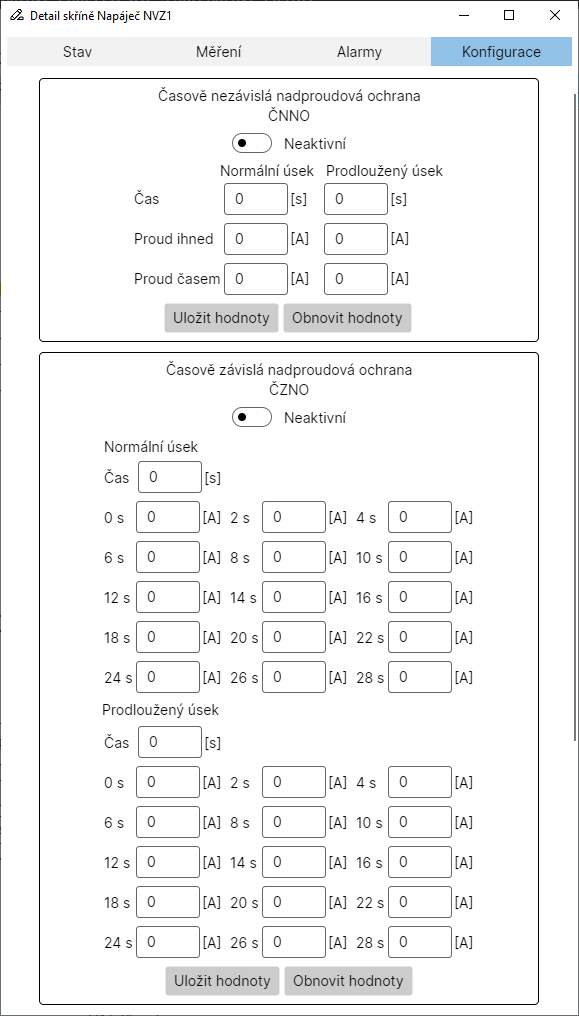 Detail skříně Napáječ NVZ1
Stav Měření Alarmy Konfigurace
Časově nezávislá nadproudová ochrana
ČNNO
Neaktivní
Normální úsek Prodloužený úsek
Čas 0 [s] 0 [s]
Proud ihned 0 [A] 0 [A]
Proud časem 0 [A] 0 [A]
Uložit hodnoty Obnovit hodnoty
Časově závislá nadproudová ochrana
ČZNO
Neaktivní
Normální úsek
Čas 0 [s]
0 s 0 [A] 2 s 0 [A] 4 s 0 [A]
6 s 0 [A] 8 s 0 [A] 10 s 0 [A]
12 s 0 [A] 14 s 0 [A] 16 s 0 [A]
18 s 0 [A] 20 s 0 [A] 22 s 0 [A]
24 s 0 [A] 26 s 0 [A] 28 s 0 [A]
Prodloužený úsek
Čas 0 [s]
0 s 0 [A] 2 s 0 [A] 4 s 0 [A]
6 s 0 [A] 8 s 0 [A] 10 s 0 [A]
12 s 0 [A] 14 s 0 [A] 16 s 0 [A]
18 s 0 [A] 20 s 0 [A] 22 s 0 [A]
24 s 0 [A] 26 s 0 [A] 28 s 0 [A]
Uložit hodnoty Obnovit hodnoty